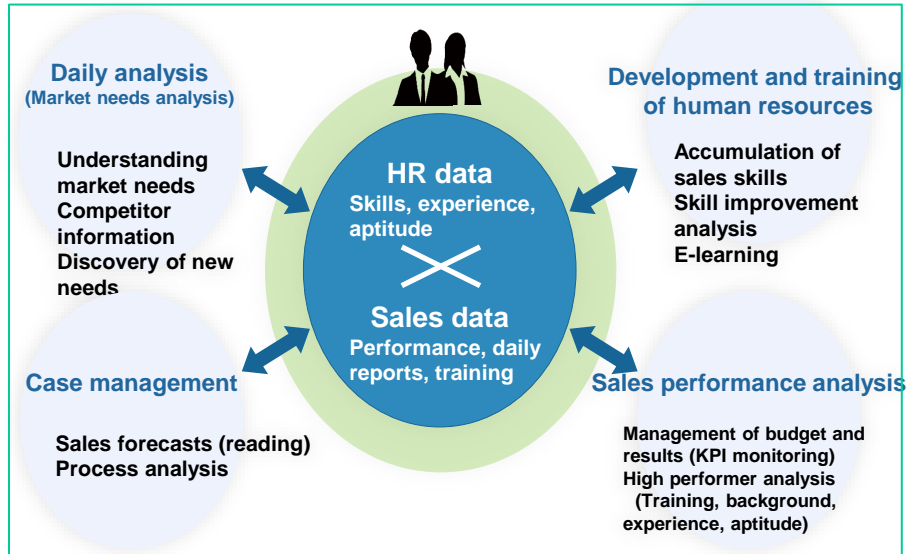 Daily analysis
(Market needs analysis)
Understanding
market needs
Competitor
information
Discovery of new
needs
HR data
Skills, experience,
aptitude
Sales data
Performance, daily
reports, training
Development and training
of human resources
Accumulation of
sales skills
Skill improvement
analysis
E-learning
Case management
Sales forecasts (reading)
Process analysis
Sales performance analysis
Management of budget and
results (KPI monitoring)
High performer analysis
(Training, background,
experience, aptitude)